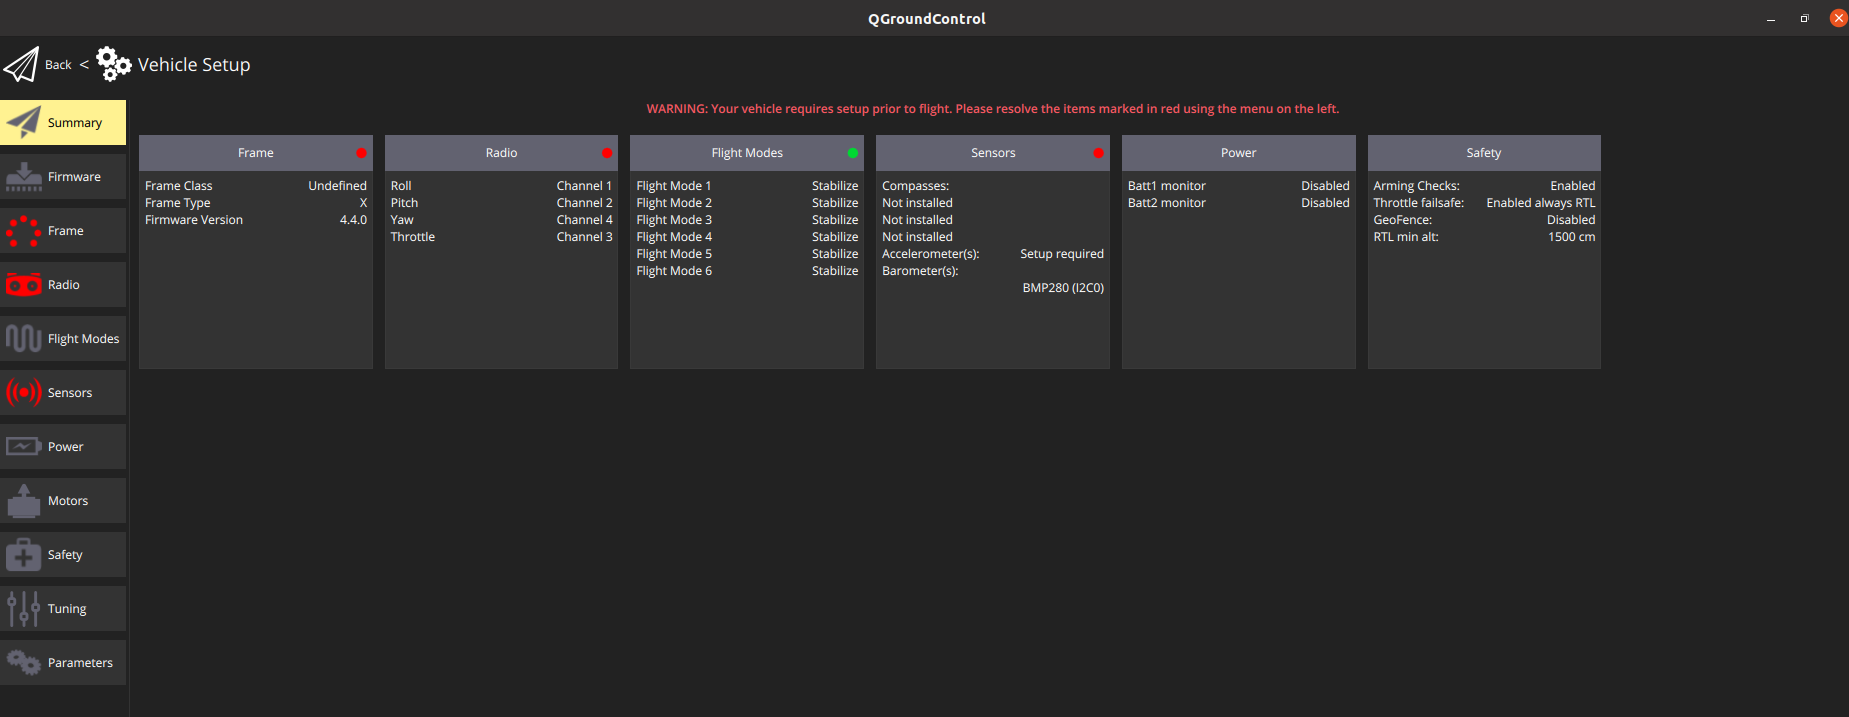 QGroundControl
Back < Vehicle Setup
WARNING: Your vehicle requires setup prior to flight. Please resolve the items marked in red using the menu on the left.
Summary
Firmware
Frame
Radio
Flight Modes
Sensors
Power
Motors
Safety
Tuning
Parameters
Frame
Frame Class Undefined
Frame Type X
Firmware Version 4.4.0
Radio
Roll Channel 1
Pitch Channel 2
Yaw Channel 4
Throttle Channel 3
Flight Modes
Flight Mode 1 Stabilize
Flight Mode 2 Stabilize
Flight Mode 3 Stabilize
Flight Mode 4 Stabilize
Flight Mode 5 Stabilize
Flight Mode 6 Stabilize
Sensors
Compasses:
Not installed
Not installed
Not installed
Accelerometer(s): Setup required
Barometer(s):
BMP280 (I2C0)
Power
Batt1 monitor Disabled
Batt2 monitor Disabled
Safety
Arming Checks: Enabled
Throttle failsafe: Enabled always RTL
GeoFence: Disabled
RTL min alt: 1500 cm